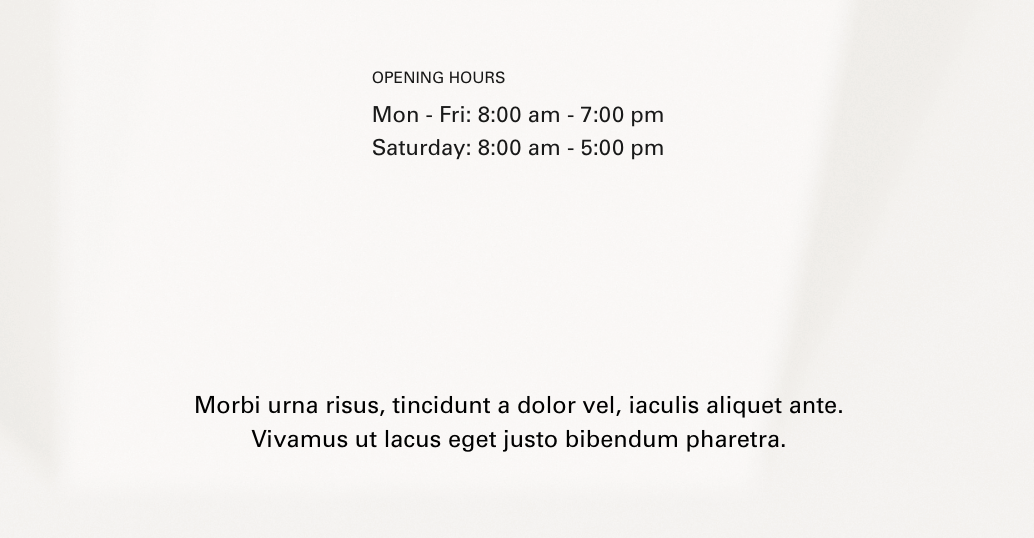 OPENING HOURS
Mon - Fri: 8:00 am - 7:00 pm
Saturday: 8:00 am - 5:00 pm
Morbi urna risus, tincidunt a dolor vel, iaculis aliquet ante.
Vivamus ut lacus eget justo bibendum pharetra.